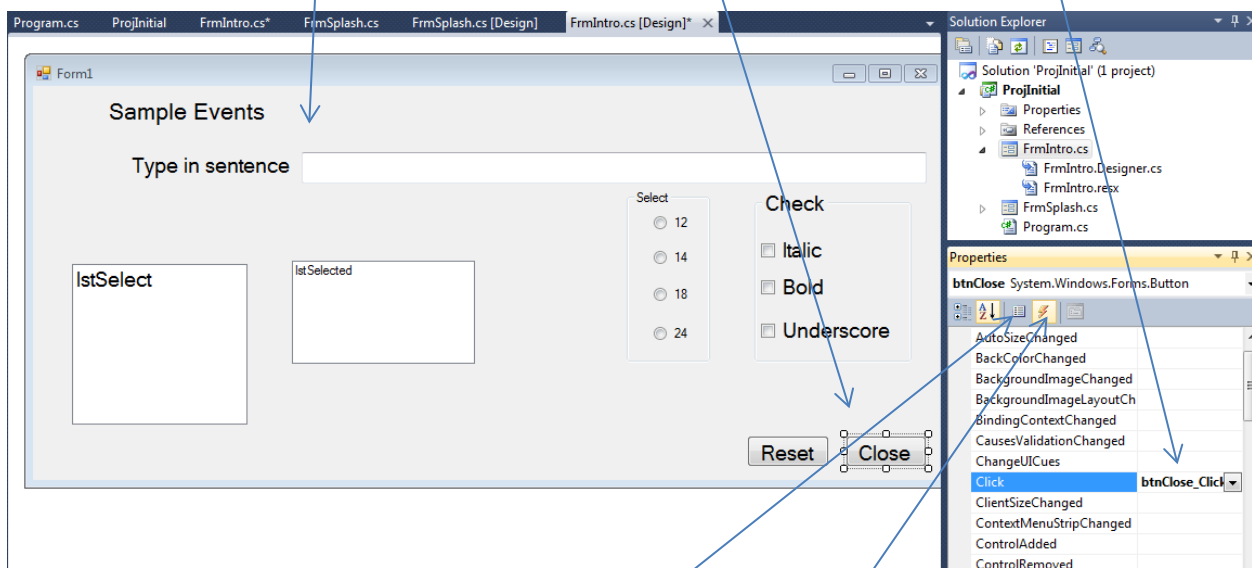 Program.cs ProjInitial FrmIntro.cs* FrmSplash.cs FrmSplash.cs [Design] FrmIntro.cs [Design]*
Form1
Sample Events
Type in sentence
Select
12
14
18
24
Check
Italic
Bold
Underscore
lstSelect
lstSelected
Reset Close
Solution Explorer
Solution 'ProjInitial' (1 project)
ProjInitial
Properties
References
FrmIntro.cs
FrmIntro.Designer.cs
FrmIntro.resx
FrmSplash.cs
Program.cs
Properties
btnClose System.Windows.Forms.Button
AutoSizeChanged
BackColorChanged
BackgroundImageChanged
BackgroundImageLayoutCh
BindingContextChanged
CausesValidationChanged
ChangeUICues
Click btnClose_Click
ClientSizeChanged
ContextMenuStripChanged
ControlAdded
ControlRemoved